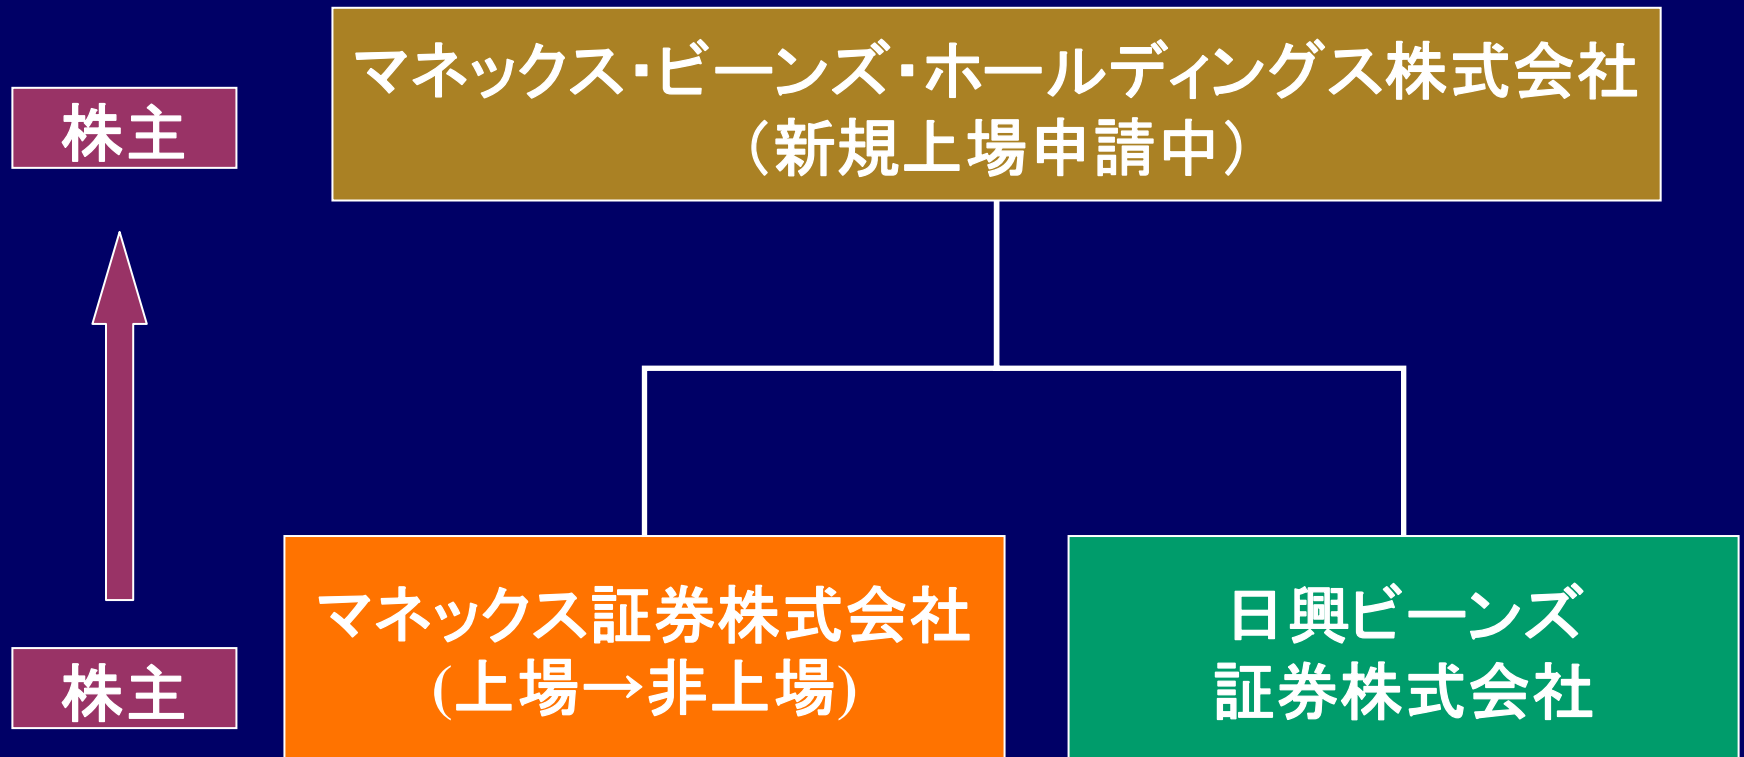 株主
マネックス・ビーンズ・ホールディングス株式会社
（新規上場申請中）
マネックス証券株式会社
(上場→非上場)
日興ビーンズ
証券株式会社
株主